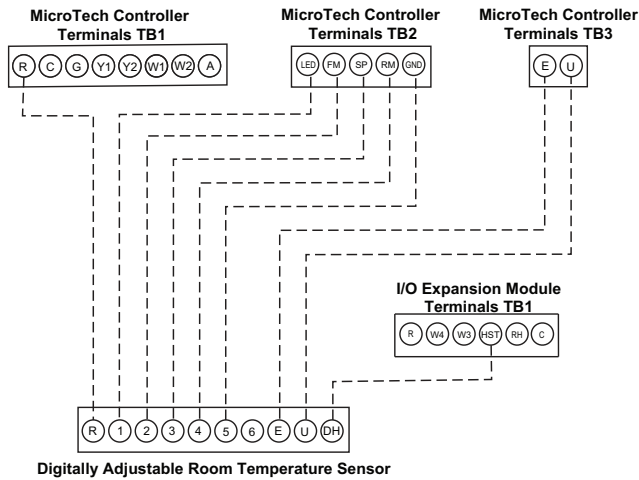 MicroTech Controller
Terminals TB1
MicroTech Controller
Terminals TB2
MicroTech Controller
Terminals TB3
R C G Y1 Y2 W1 W2 A
LED FM SP RM GND
E U
I/O Expansion Module
Terminals TB1
R W4 W3 HST RH C
R 1 2 3 4 5 6 E U DH
Digitally Adjustable Room Temperature Sensor